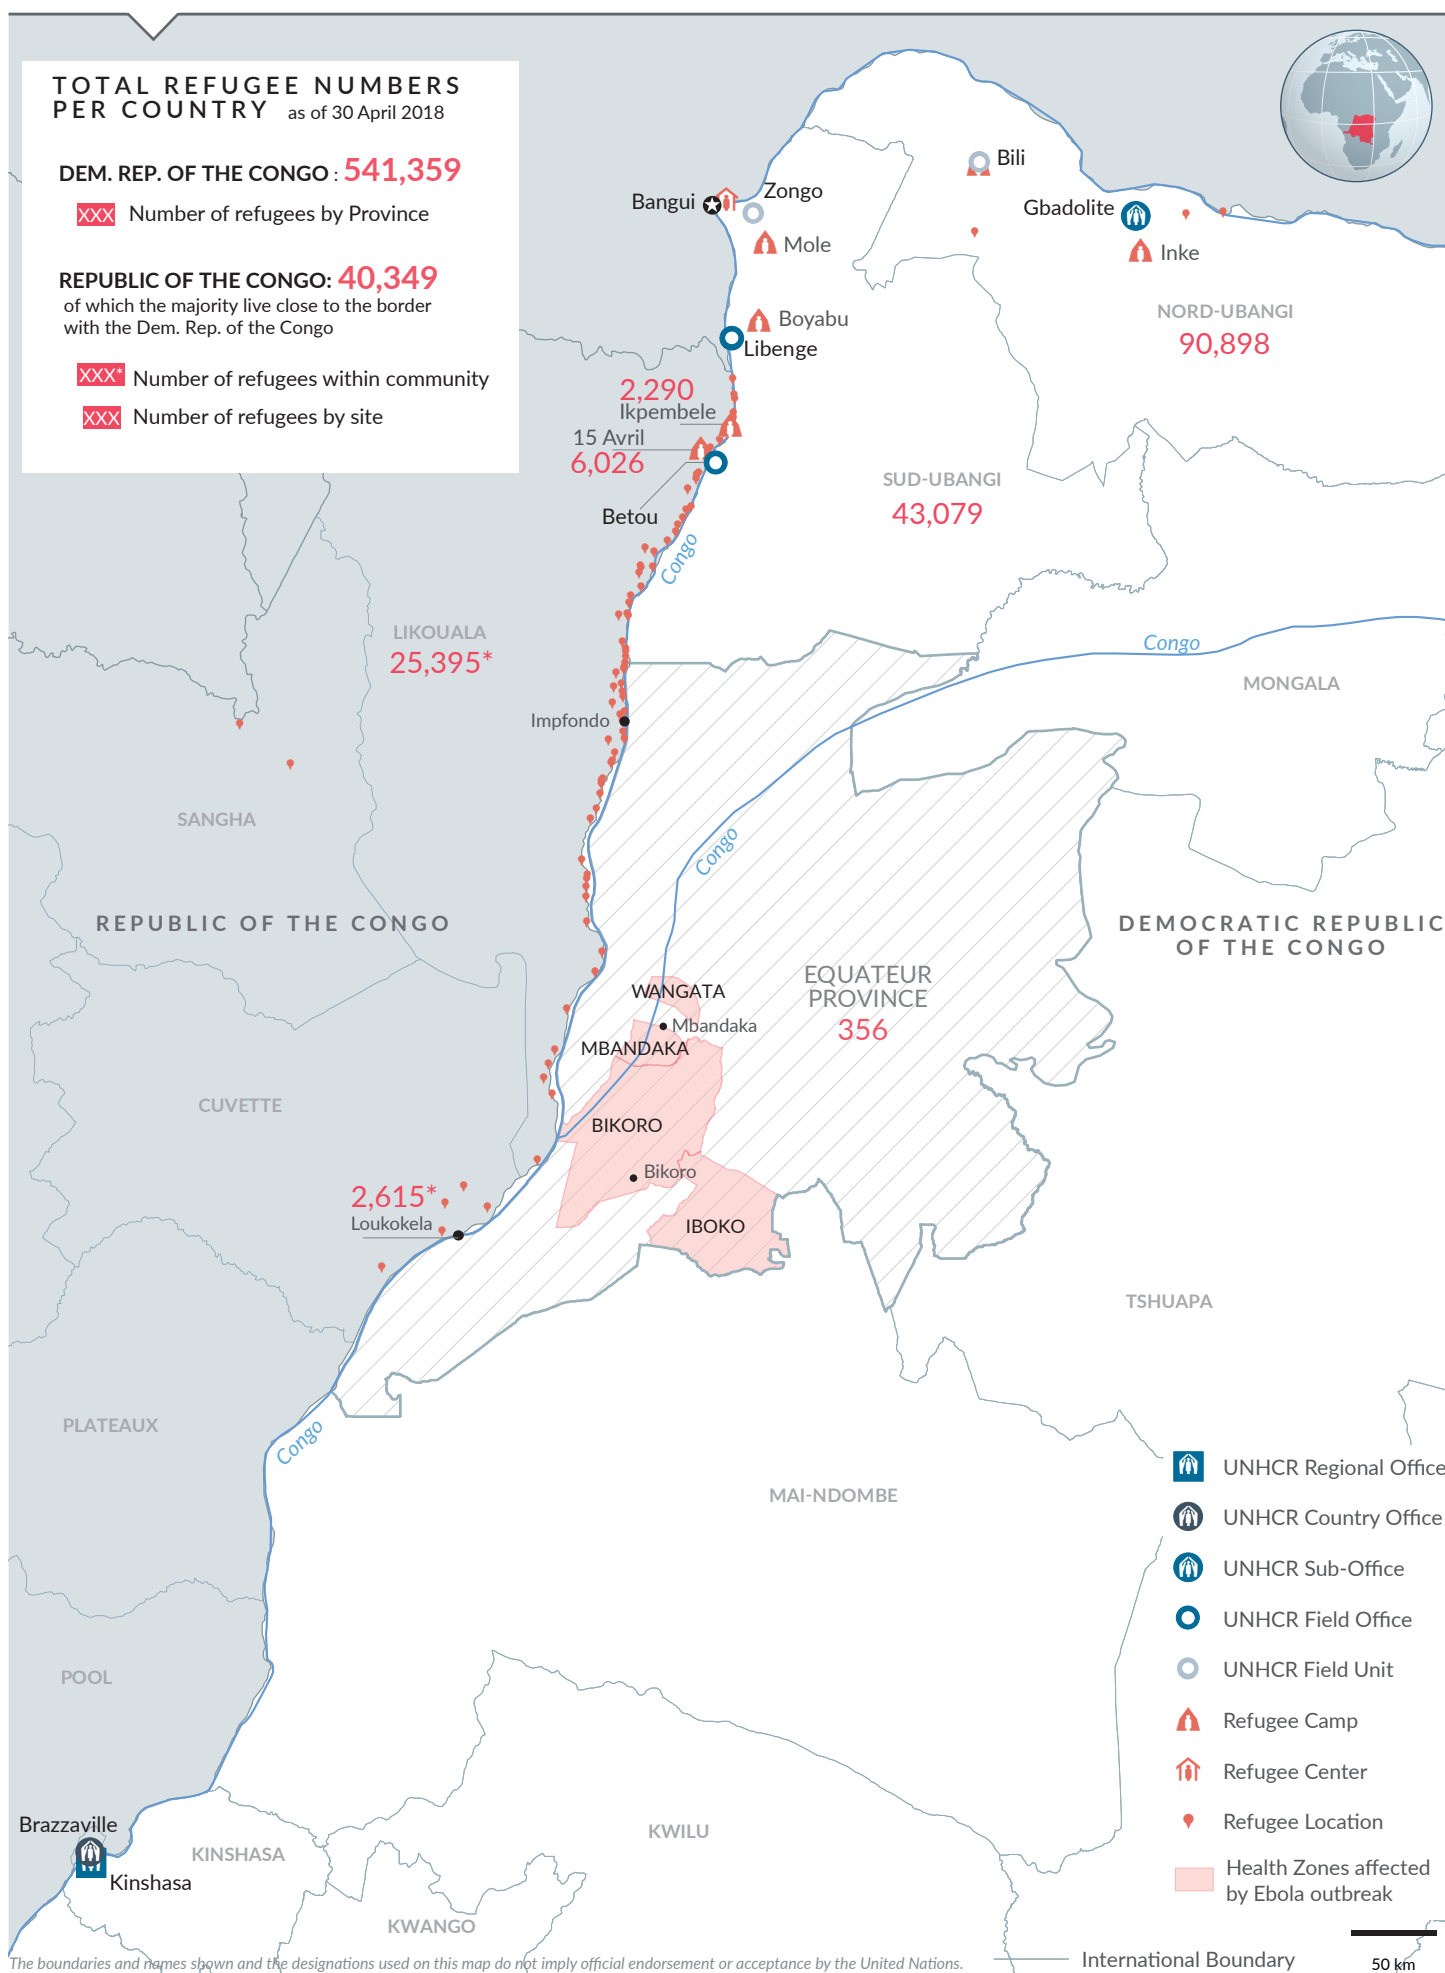 TOTAL REFUGEE NUMBERS
PER COUNTRY as of 30 April 2018
DEM. REP. OF THE CONGO : 541,359
XXX Number of refugees by Province
REPUBLIC OF THE CONGO: 40,349
of which the majority live close to the border
with the Dem. Rep. of the Congo
XXX* Number of refugees within community
XXX Number of refugees by site
Bili
Zongo
Bangui
Gbadolite
Mole
Inke
NORD-UBANGI
90,898
Boyabu
Libenge
2,290
Ikpembele
15 Avril
6,026
SUD-UBANGI
43,079
Betou
Congo
LIKOUALA
25,395*
Congo
MONGALA
Impfondo
SANGHA
Congo
REPUBLIC OF THE CONGO
DEMOCRATIC REPUBLIC
OF THE CONGO
EQUATEUR
PROVINCE
356
WANGATA
Mbandaka
MBANDAKA
CUVETTE
BIKORO
Bikoro
2,615*
Loukokela
IBOKO
TSHUAPA
PLATEAUX
Congo
MAI-NDOMBE
UNHCR Regional Office
UNHCR Country Office
UNHCR Sub-Office
UNHCR Field Office
UNHCR Field Unit
Refugee Camp
Refugee Center
Refugee Location
Health Zones affected
by Ebola outbreak
POOL
Brazzaville
KINSHASA
Kinshasa
KWILU
KWANGO
The boundaries and names shown and the designations used on this map do not imply official endorsement or acceptance by the United Nations.
International Boundary
50 km